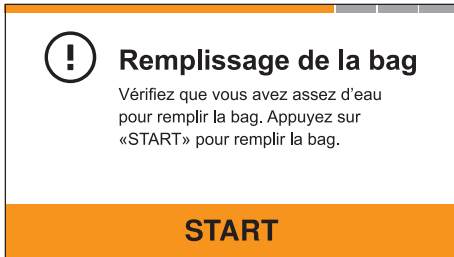 Remplissage de la bag
Vérifiez que vous avez assez d'eau
pour remplir la bag. Appuyez sur
«START» pour remplir la bag.
START